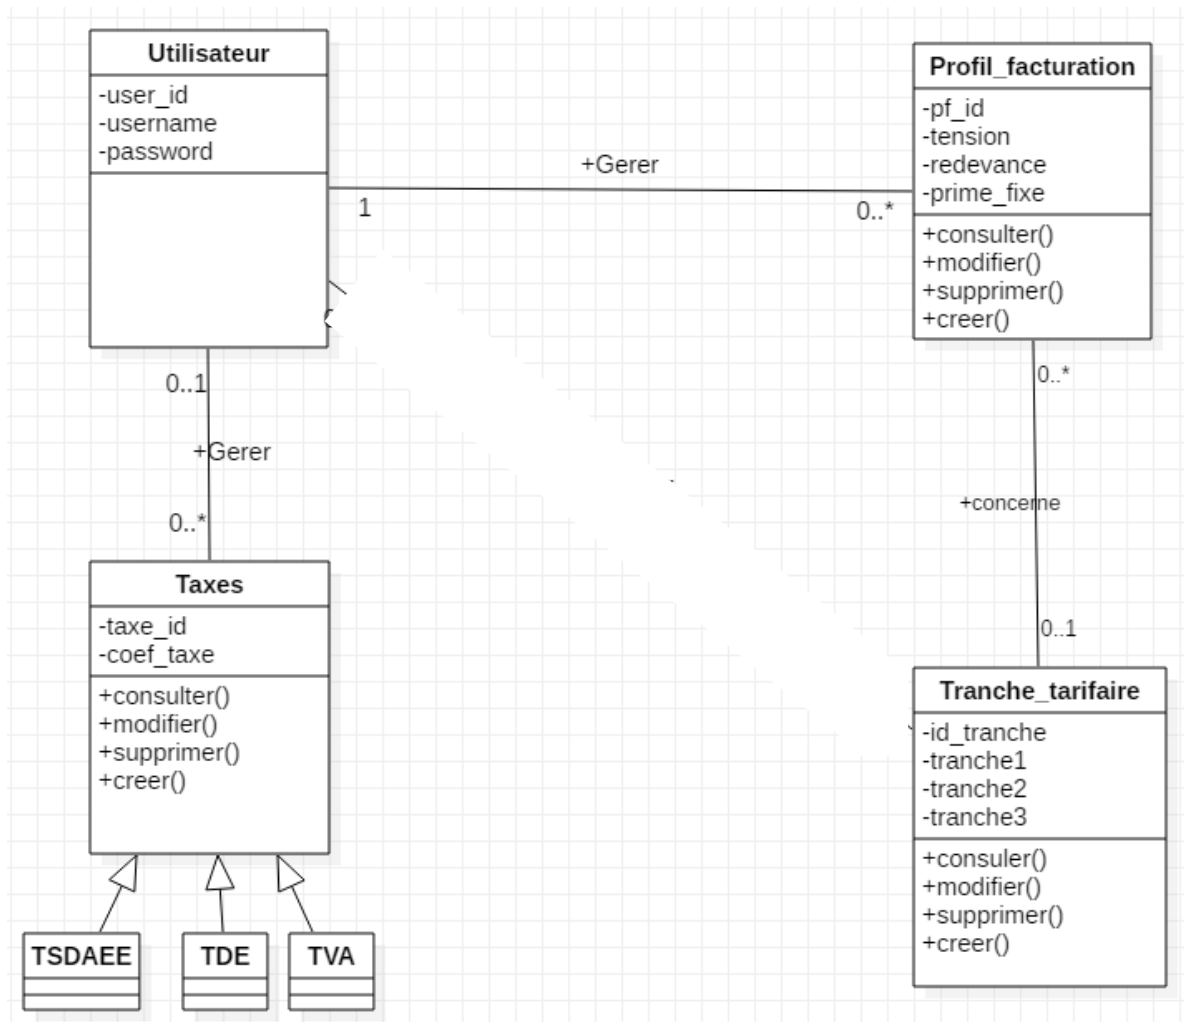 Utilisateur
-user_id
-username
-password
Profil_facturation
-pf_id
-tension
-redevance
-prime_fixe
+consulter()
+modifier()
+supprimer()
+creer()
+Gerer
1
0..*
0..1
+Gerer
0..*
0..*
+concerne
0..1
Taxes
-taxe_id
-coef_taxe
+consulter()
+modifier()
+supprimer()
+creer()
Tranche_tarifaire
-id_tranche
-tranche1
-tranche2
-tranche3
+consuler()
+modifier()
+supprimer()
+creer()
TSDAEE
TDE
TVA